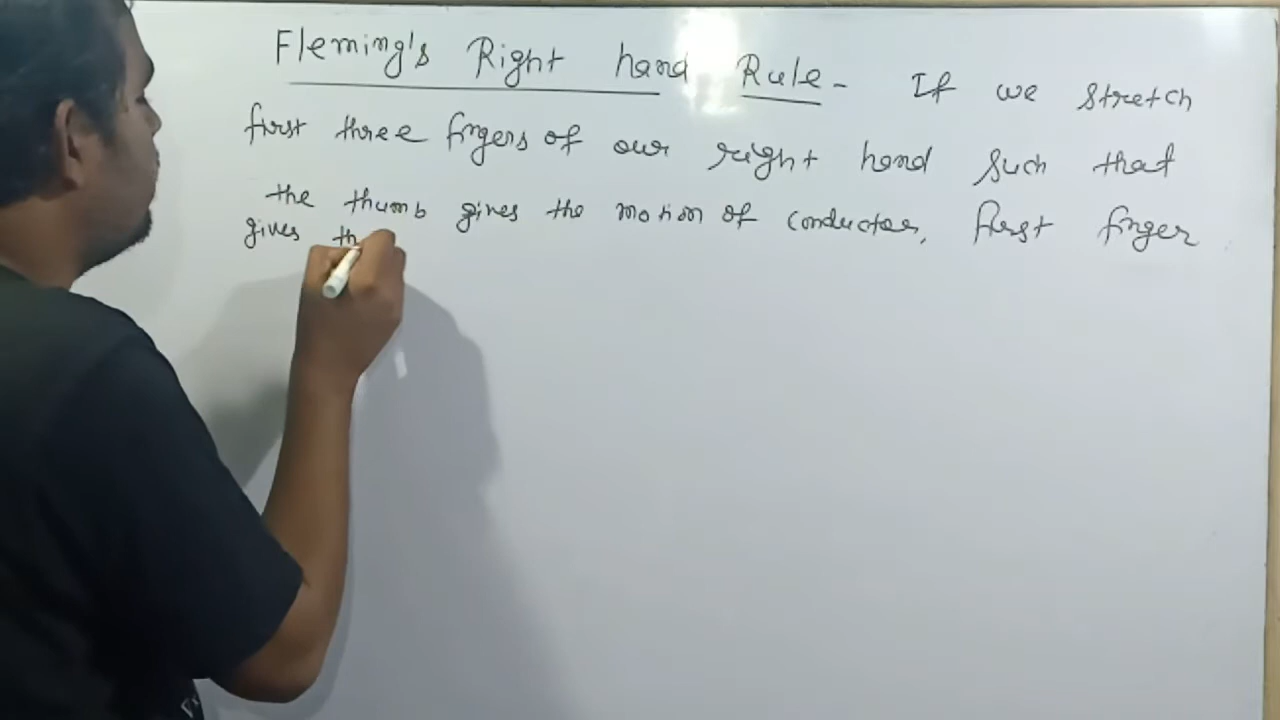 Fleming's Right hand Rule - If we stretch
first three fingers of our right hand such that
the thumb gives the motion of conductor, first finger
gives th